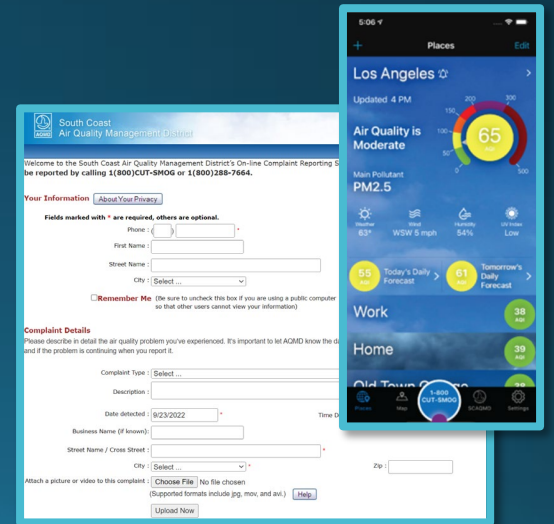 South Coast
Air Quality Management District
AQMD
Welcome to the South Coast Air Quality Management District's On-line Complaint Reporting S
be reported by calling 1(800)CUT-SMOG or 1(800)288-7664.
Your Information About Your Privacy
Fields marked with * are required, others are optional.
Phone : ( ) *
First Name :
Street Name :
City : Select ...
Remember Me (Be sure to uncheck this box if you are using a public computer
so that other users cannot view your information)
Complaint Details
Please describe in detail the air quality problem you've experienced. It's important to let AQMD know the da
and if the problem is continuing when you report it.
Complaint Type : Select ...
Description :
Date detected : 9/23/2022 * Time D
Business Name (if known):
Street Name / Cross Street : *
City : Select ... * Zip :
Attach a picture or video to this complaint : Choose File No file chosen
(Supported formats include jpg, mov, and avi.) Help
Upload Now
5:06
+ Places Edit
Los Angeles
Updated 4 PM
Air Quality is
Moderate
Main Pollutant
PM2.5
0 50 100 150 200 300 500
65
AQI
Weather Wind Humidity UV Index
63° WSW 5 mph 54% Low
55 AQI Today's Daily Forecast
61 AQI Tomorrow's Daily Forecast
Work 38 AQI
Home 39 AQI
Old Town 38
Places Map 1-800 CUT-SMOG SCAQMD Settings